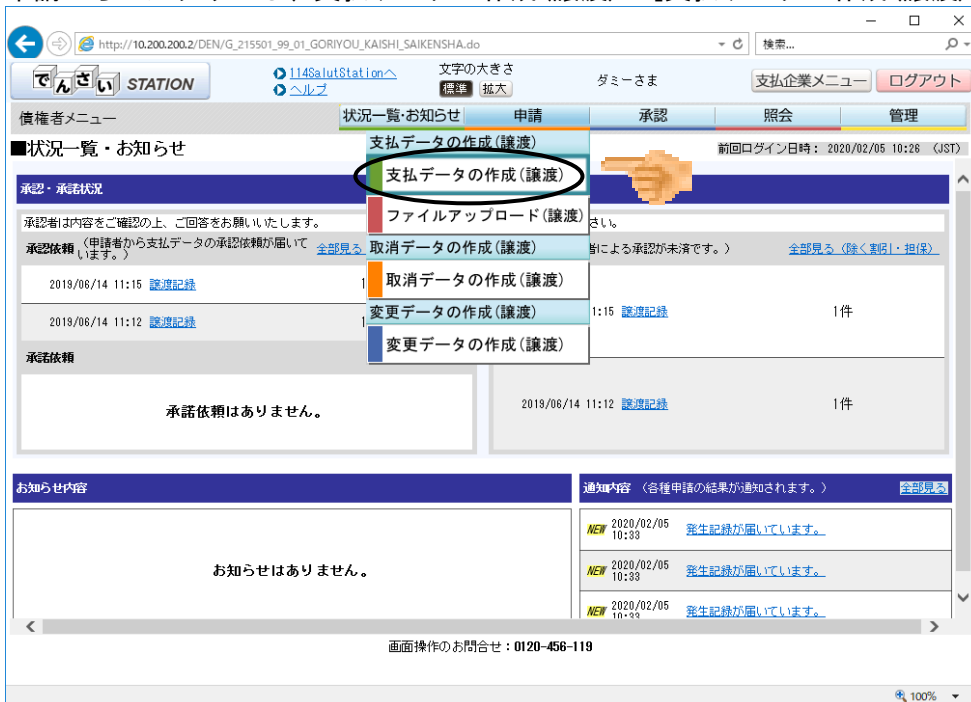 http://10.200.200.2/DEN/G_215501_99_01_GORIYOU_KAISHI_SAIKENSHA.do
検索...
でんさい STATION
114SalutStationへ
ヘルプ
文字の大きさ
標準 拡大
ダミーさま
支払企業メニュー
ログアウト
債権者メニュー
状況一覧・お知らせ 申請 承認 照会 管理
■状況一覧・お知らせ
前回ログイン日時: 2020/02/05 10:26 (JST)
支払データの作成(譲渡)
支払データの作成(譲渡)
ファイルアップロード(譲渡)
取消データの作成(譲渡)
取消データの作成(譲渡)
変更データの作成(譲渡)
変更データの作成(譲渡)
承認・承諾状況
承認者は内容をご確認の上、ご回答をお願いいたします。
さい。
承認依頼 (申請者から支払データの承認依頼が届いています。) 全部見る
による承認が未済です。) 全部見る(除く割引・担保)
2019/06/14 11:15 譲渡記録 1
1:15 譲渡記録 1件
2019/06/14 11:12 譲渡記録 1
承諾依頼
承諾依頼はありません。
2019/06/14 11:12 譲渡記録 1件
お知らせ内容
お知らせはありません。
通知内容 (各種申請の結果が通知されます。) 全部見る
NEW 2020/02/05 10:33 発生記録が届いています。
NEW 2020/02/05 10:33 発生記録が届いています。
NEW 2020/02/05 10:33 発生記録が届いています。
画面操作のお問合せ:0120-456-119
100%